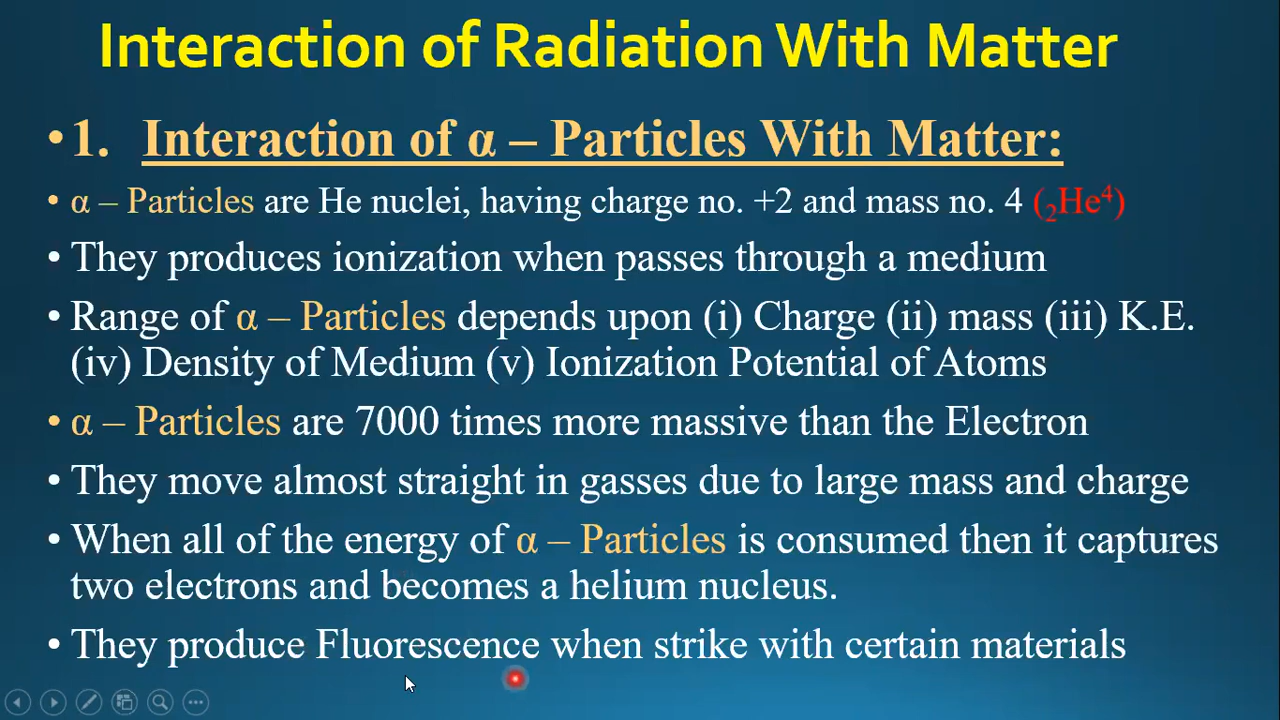 Interaction of Radiation With Matter
• 1. Interaction of α – Particles With Matter:
• α – Particles are He nuclei, having charge no. +2 and mass no. 4 (₂He⁴)
• They produces ionization when passes through a medium
• Range of α – Particles depends upon (i) Charge (ii) mass (iii) K.E.
(iv) Density of Medium (v) Ionization Potential of Atoms
• α – Particles are 7000 times more massive than the Electron
• They move almost straight in gasses due to large mass and charge
• When all of the energy of α – Particles is consumed then it captures
two electrons and becomes a helium nucleus.
• They produce Fluorescence when strike with certain materials